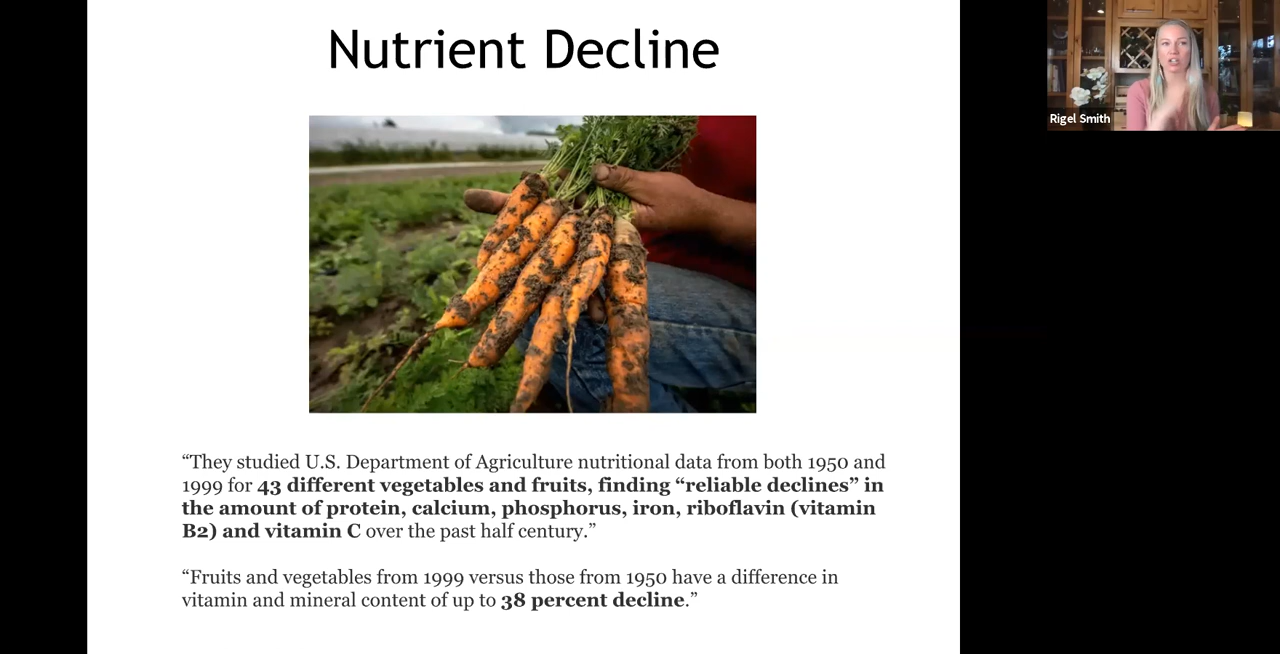 Nutrient Decline
Rigel Smith
“They studied U.S. Department of Agriculture nutritional data from both 1950 and
1999 for 43 different vegetables and fruits, finding “reliable declines” in
the amount of protein, calcium, phosphorus, iron, riboflavin (vitamin
B2) and vitamin C over the past half century.”
“Fruits and vegetables from 1999 versus those from 1950 have a difference in
vitamin and mineral content of up to 38 percent decline.”